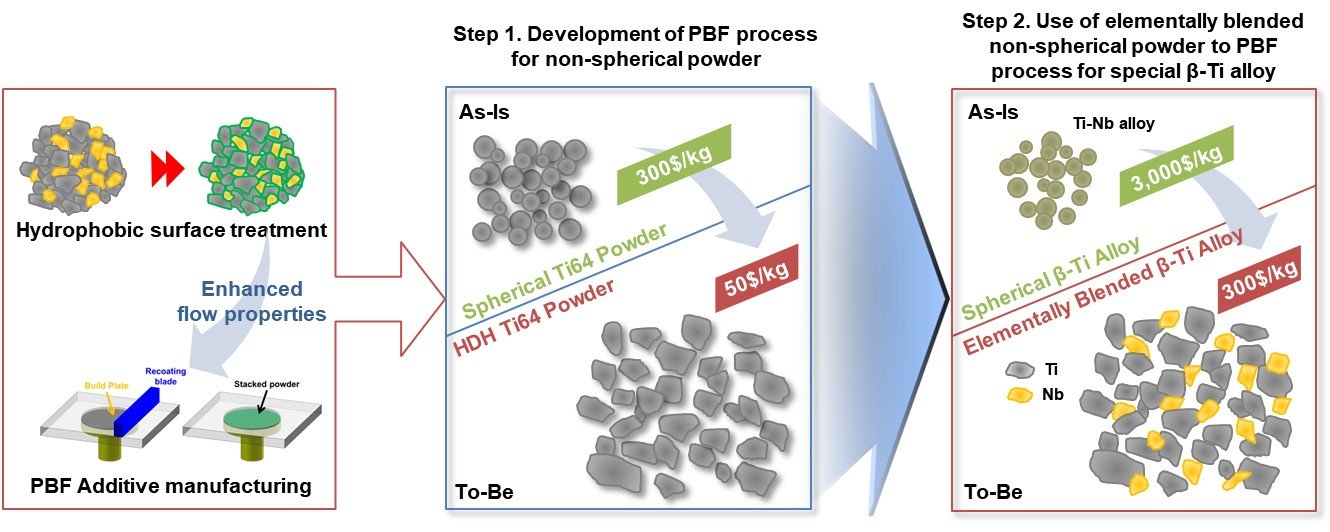 Hydrophobic surface treatment
Enhanced
flow properties
Build Plate
Recoating
blade
Stacked powder
PBF Additive manufacturing
Step 1. Development of PBF process
for non-spherical powder
As-Is
300$/kg
Spherical Ti64 Powder
HDH Ti64 Powder
50$/kg
To-Be
Step 2. Use of elementally blended
non-spherical powder to PBF
process for special β-Ti alloy
As-Is
Ti-Nb alloy
3,000$/kg
Spherical β-Ti Alloy
Elementally Blended β-Ti Alloy
300$/kg
Ti
Nb
To-Be